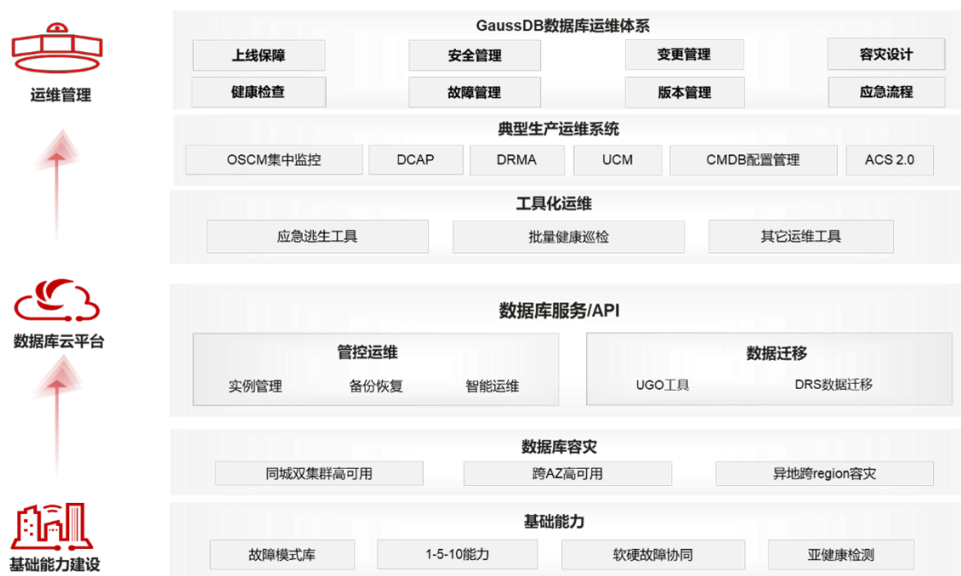 GaussDB数据库运维体系
上线保障 安全管理 变更管理 容灾设计
健康检查 故障管理 版本管理 应急流程
运维管理
典型生产运维系统
OSCM集中监控 DCAP DRMA UCM CMDB配置管理 ACS 2.0
工具化运维
应急逃生工具 批量健康巡检 其它运维工具
数据库云平台
数据库服务/API
管控运维
实例管理 备份恢复 智能运维
数据迁移
UGO工具 DRS数据迁移
数据库容灾
同城双集群高可用 跨AZ高可用 异地跨region容灾
基础能力建设
基础能力
故障模式库 1-5-10能力 软硬故障协同 亚健康检测